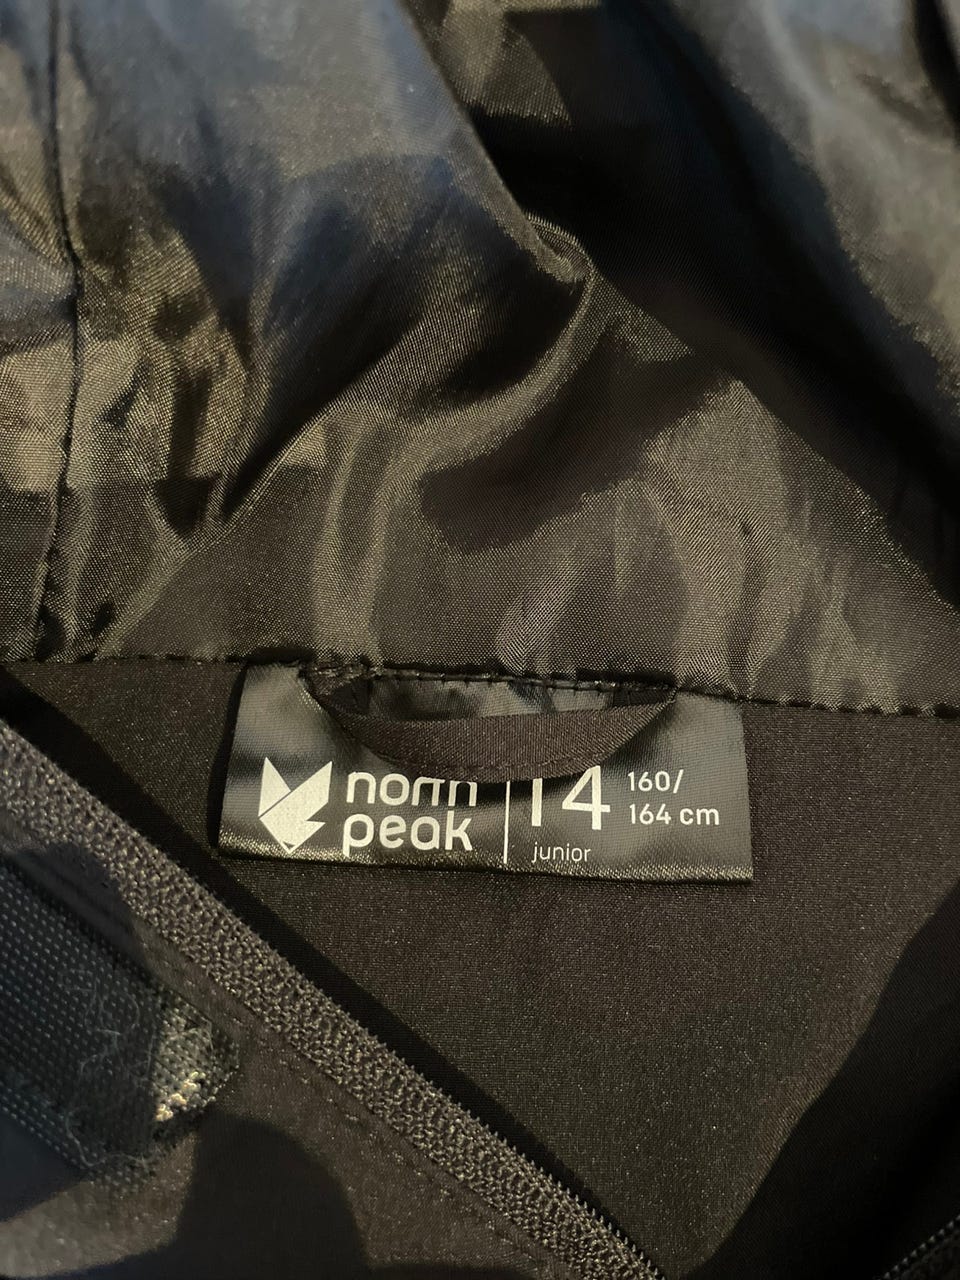 north
peak
14
junior
160/
164 cm